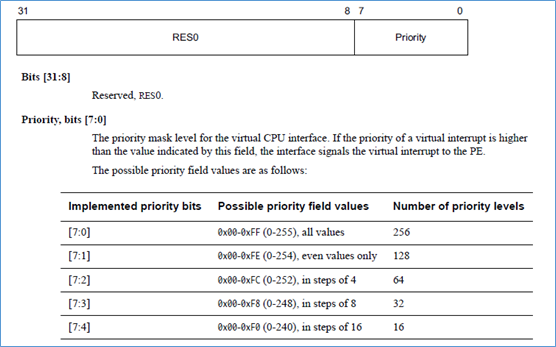 31 8 7 0
RES0 Priority
Bits [31:8]
Reserved, RES0.
Priority, bits [7:0]
The priority mask level for the virtual CPU interface. If the priority of a virtual interrupt is higher
than the value indicated by this field, the interface signals the virtual interrupt to the PE.
The possible priority field values are as follows:
Implemented priority bits Possible priority field values Number of priority levels
[7:0] 0x00-0xFF (0-255), all values 256
[7:1] 0x00-0xFE (0-254), even values only 128
[7:2] 0x00-0xFC (0-252), in steps of 4 64
[7:3] 0x00-0xF8 (0-248), in steps of 8 32
[7:4] 0x00-0xF0 (0-240), in steps of 16 16